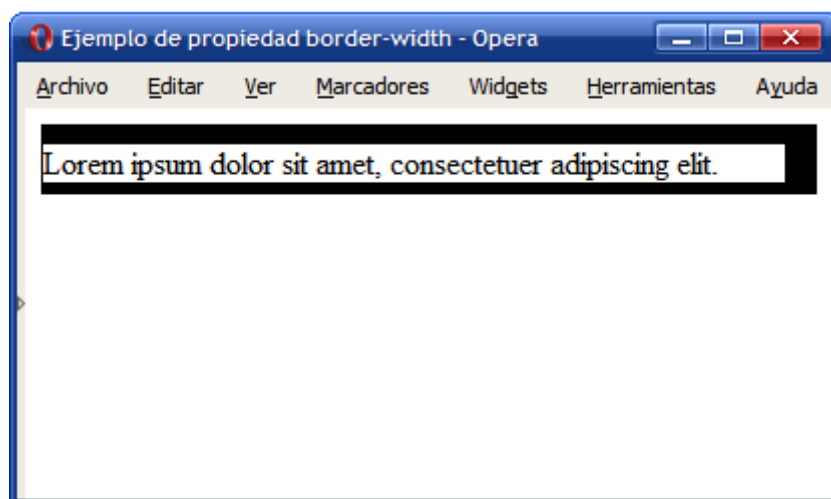 Ejemplo de propiedad border-width - Opera
Archivo Editar Ver Marcadores Widgets Herramientas Ayuda
Lorem ipsum dolor sit amet, consectetuer adipiscing elit.